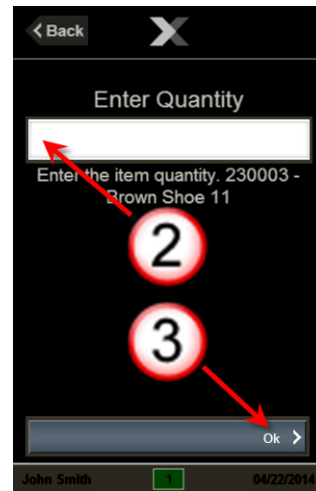 Back
Enter Quantity
Enter the item quantity. 230003 -
Brown Shoe 11
2
3
Ok
John Smith 1 04/22/2014